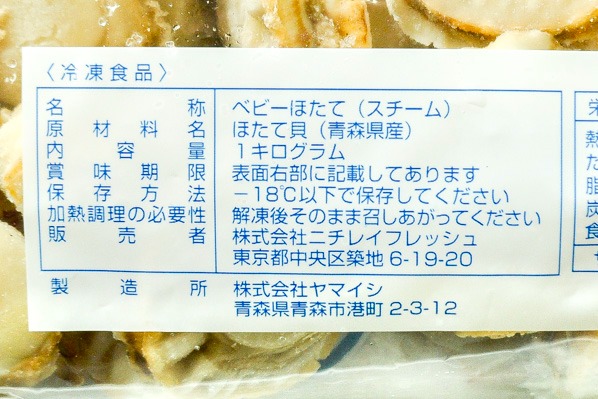 〈冷凍食品〉
名称 ベビーほたて（スチーム）
原材料名 ほたて貝（青森県産）
内容量 1キログラム
賞味期限 表面右部に記載してあります
保存方法 －18℃以下で保存してください
加熱調理の必要性 解凍後そのまま召しあがってください
販売者 株式会社ニチレイフレッシュ
東京都中央区築地 6-19-20
製造所 株式会社ヤマイシ
青森県青森市港町 2-3-12
熱
た
脂
炭
食